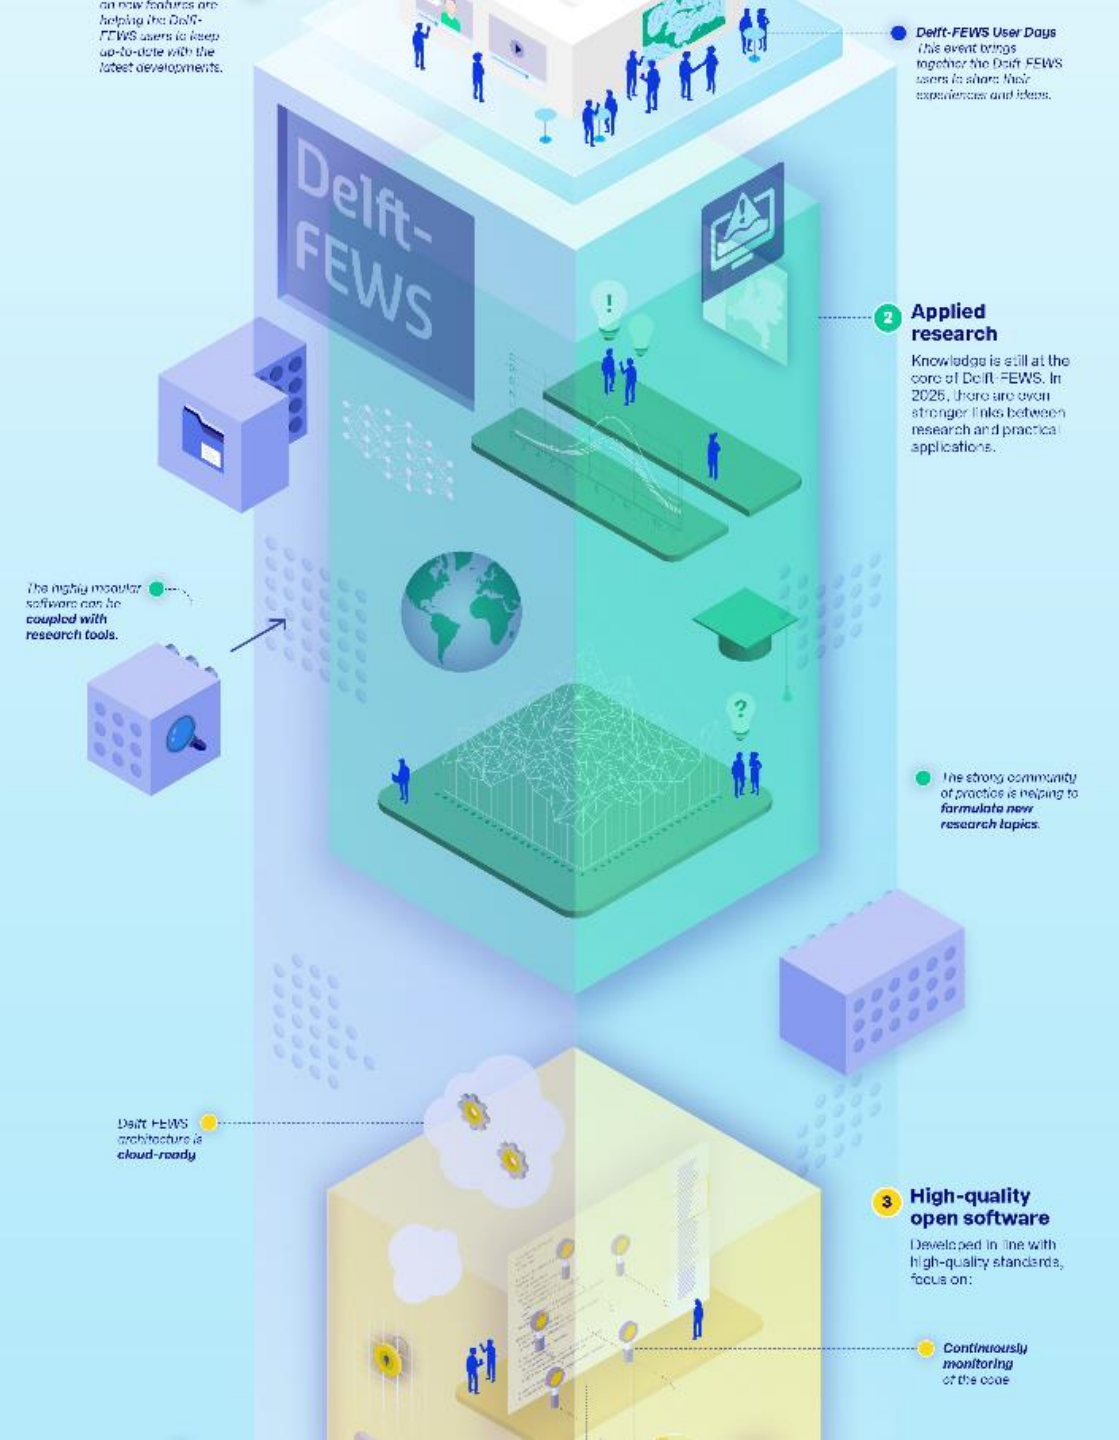 on new features are
helping the Delft-
FEWS users to keep
up-to-date with the
latest developments.
Delft-FEWS User Days
This event brings
together the Delft-FEWS
users to share their
experiences and ideas.
Delft-
FEWS
!
2
Applied
research
Knowledge is still at the
core of Delft-FEWS. In
2025, there are even
stronger links between
research and practical
applications.
The highly modular
software can be
coupled with
research tools.
?
The strong community
of practice is helping to
formulate new
research topics.
Delft-FEWS
architecture is
cloud-ready
3
High-quality
open software
Developed in line with
high-quality standards,
focus on:
Continuously
monitoring
of the code